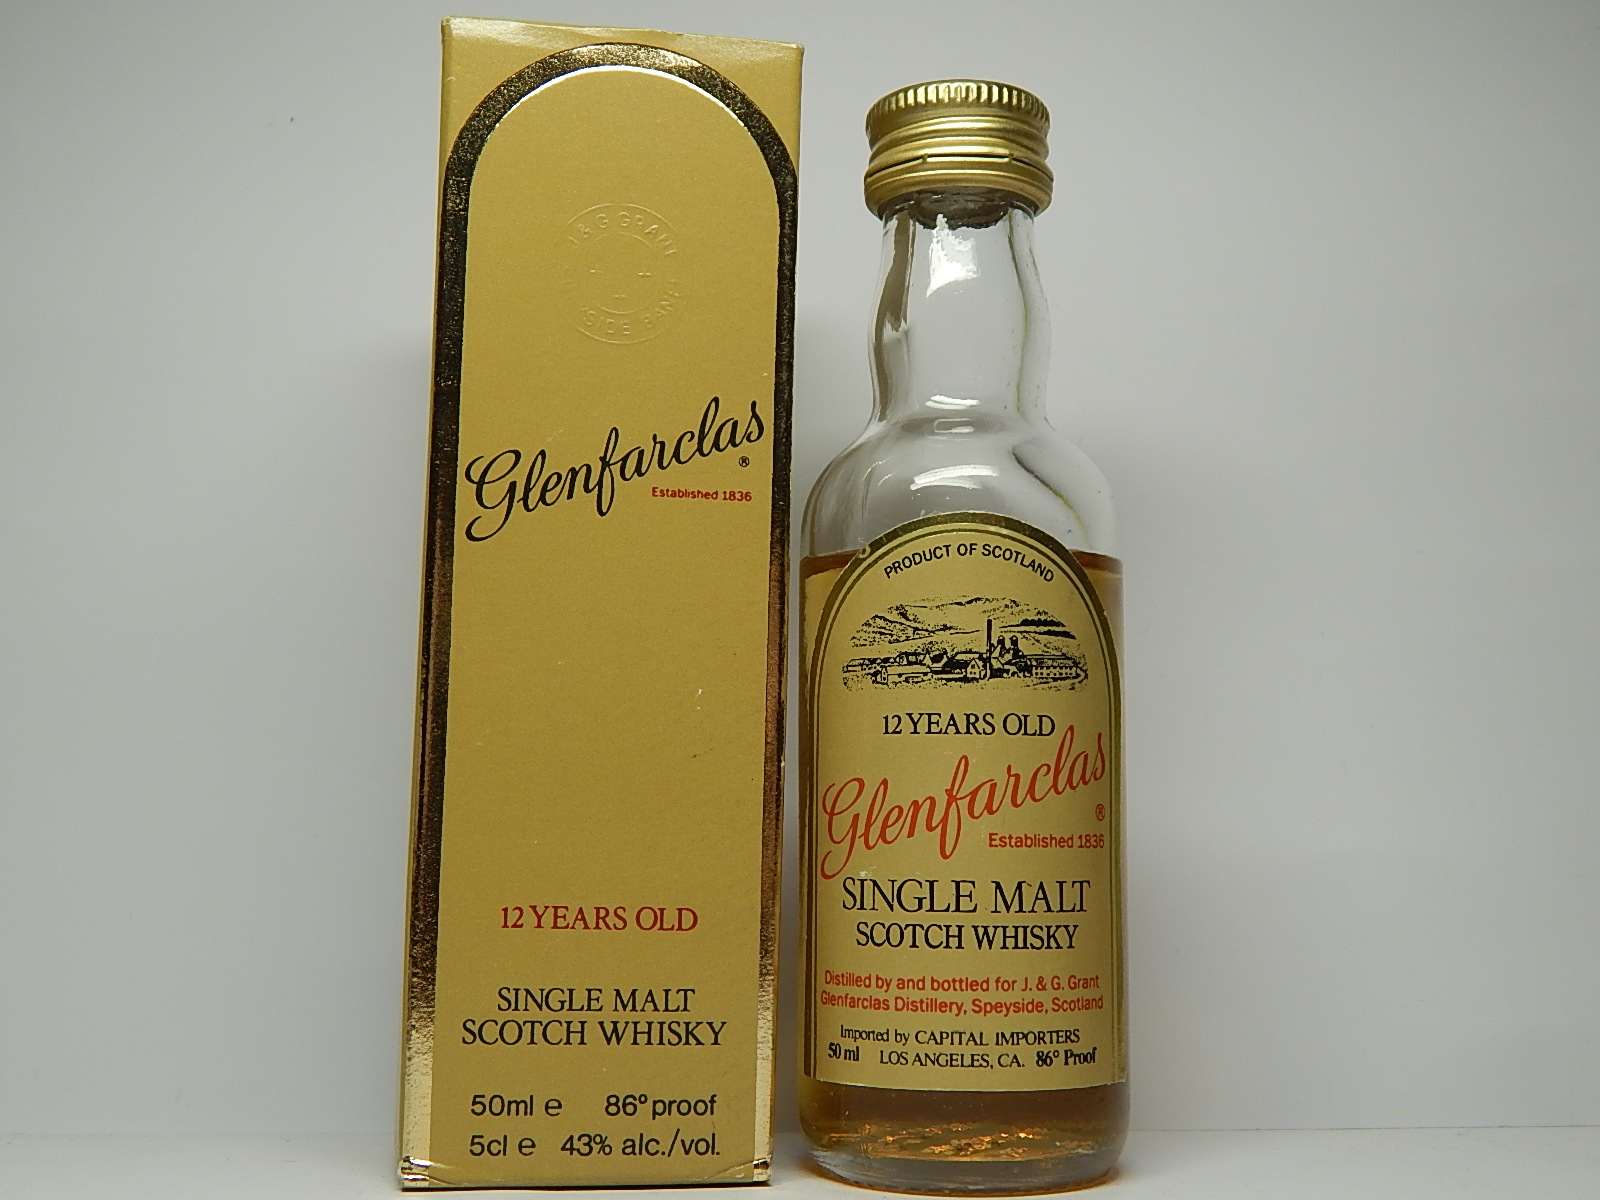 J & G GRANT
Glenfarclas
®
Established 1836
12 YEARS OLD
SINGLE MALT
SCOTCH WHISKY
50ml e 86° proof
5cl e 43% alc./vol.
PRODUCT OF SCOTLAND
12 YEARS OLD
Glenfarclas
®
Established 1836
SINGLE MALT
SCOTCH WHISKY
Distilled by and bottled for J. & G. Grant
Glenfarclas Distillery, Speyside, Scotland
Imported by CAPITAL IMPORTERS
50 ml LOS ANGELES, CA. 86° Proof